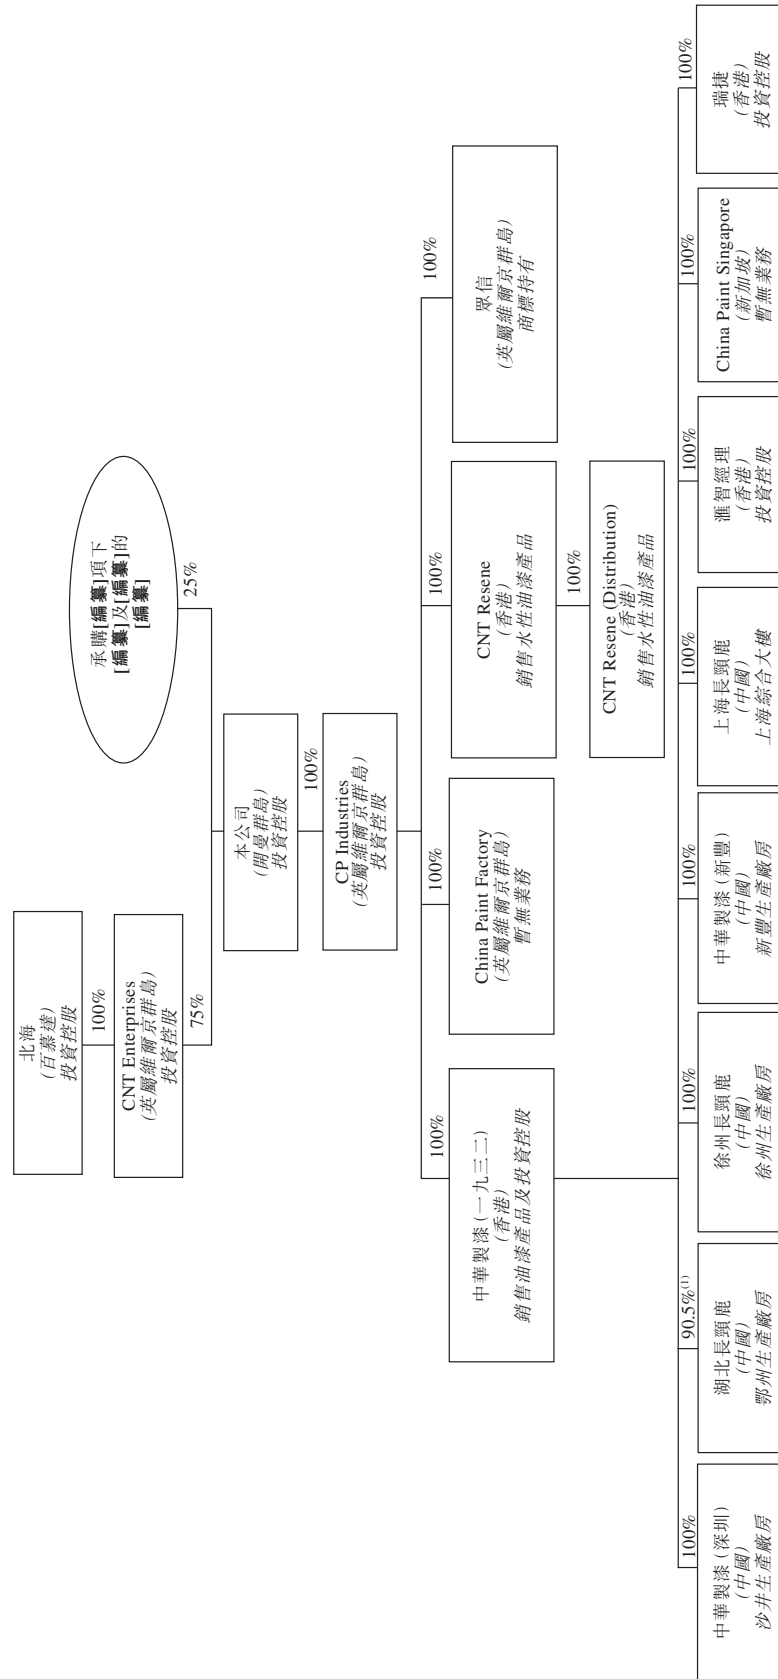 北海
(百慕達)
投資控股
100%
CNT Enterprises
(英屬維爾京群島)
投資控股
75%
承購[編纂]項下
[編纂]及[編纂]的
[編纂]
25%
本公司
(開曼群島)
投資控股
100%
CP Industries
(英屬維爾京群島)
投資控股
100%
中華製漆(一九三二)
(香港)
銷售油漆產品及投資控股
100%
China Paint Factory
(英屬維爾京群島)
暫無業務
100%
CNT Resene
(香港)
銷售水性油漆產品
100%
眾信
(英屬維爾京群島)
商標持有
100%
CNT Resene (Distribution)
(香港)
銷售水性油漆產品
100%
中華製漆(深圳)
(中國)
沙井生產廠房
90.5%(1)
湖北長頸鹿
(中國)
鄂州生產廠房
100%
徐州長頸鹿
(中國)
徐州生產廠房
100%
中華製漆(新豐)
(中國)
新豐生產廠房
100%
上海長頸鹿
(中國)
上海綜合大樓
100%
滙智經理
(香港)
投資控股
100%
China Paint Singapore
(新加坡)
暫無業務
100%
瑞捷
(香港)
投資控股